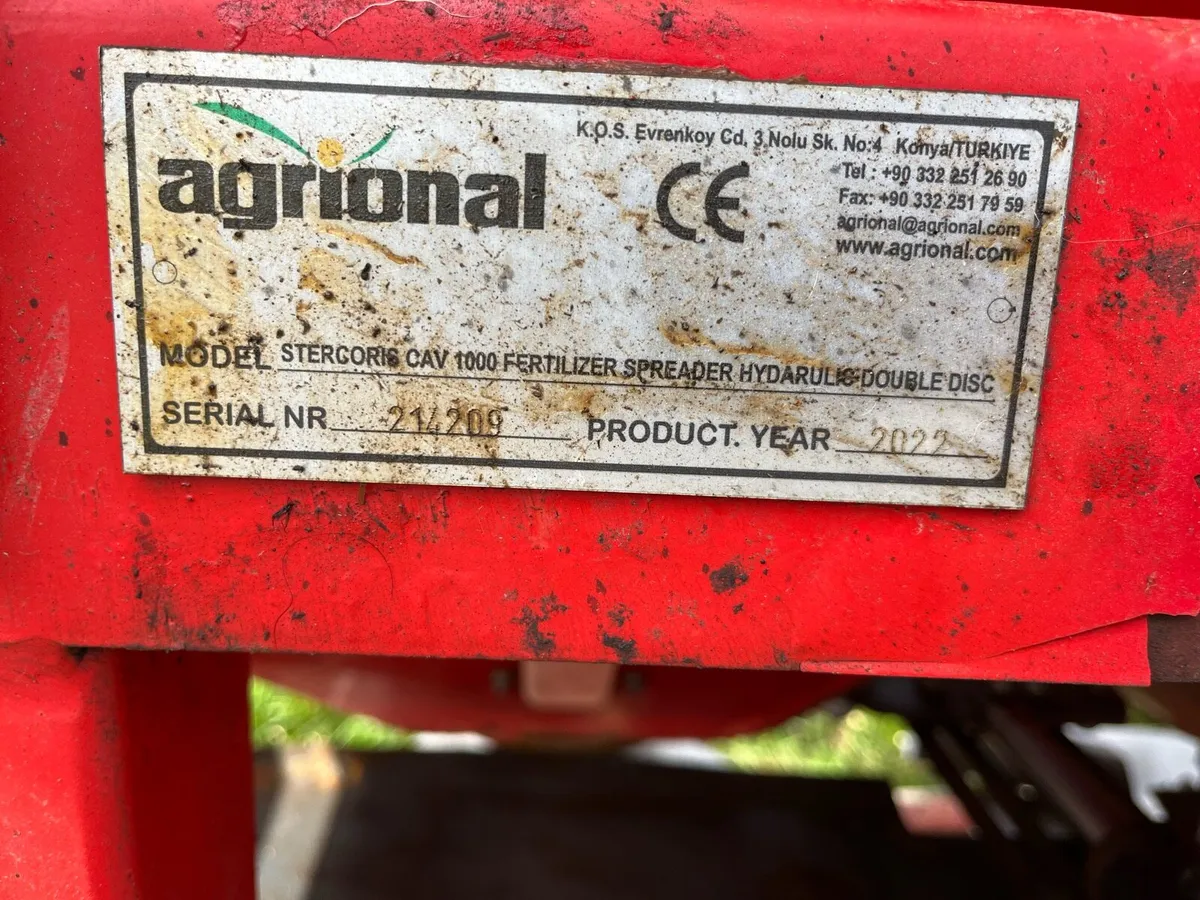 agrional
CE
K.O.S. Evrenkoy Cd. 3.Nolu Sk. No:4 Konya/TURKIYE
Tel : +90 332 251 26 90
Fax: +90 332 251 79 59
agrional@agrional.com
www.agrional.com
MODEL STERCORIS CAV 1000 FERTILIZER SPREADER HYDARULIC DOUBLE DISC
SERIAL NR 214209 PRODUCT. YEAR 2022